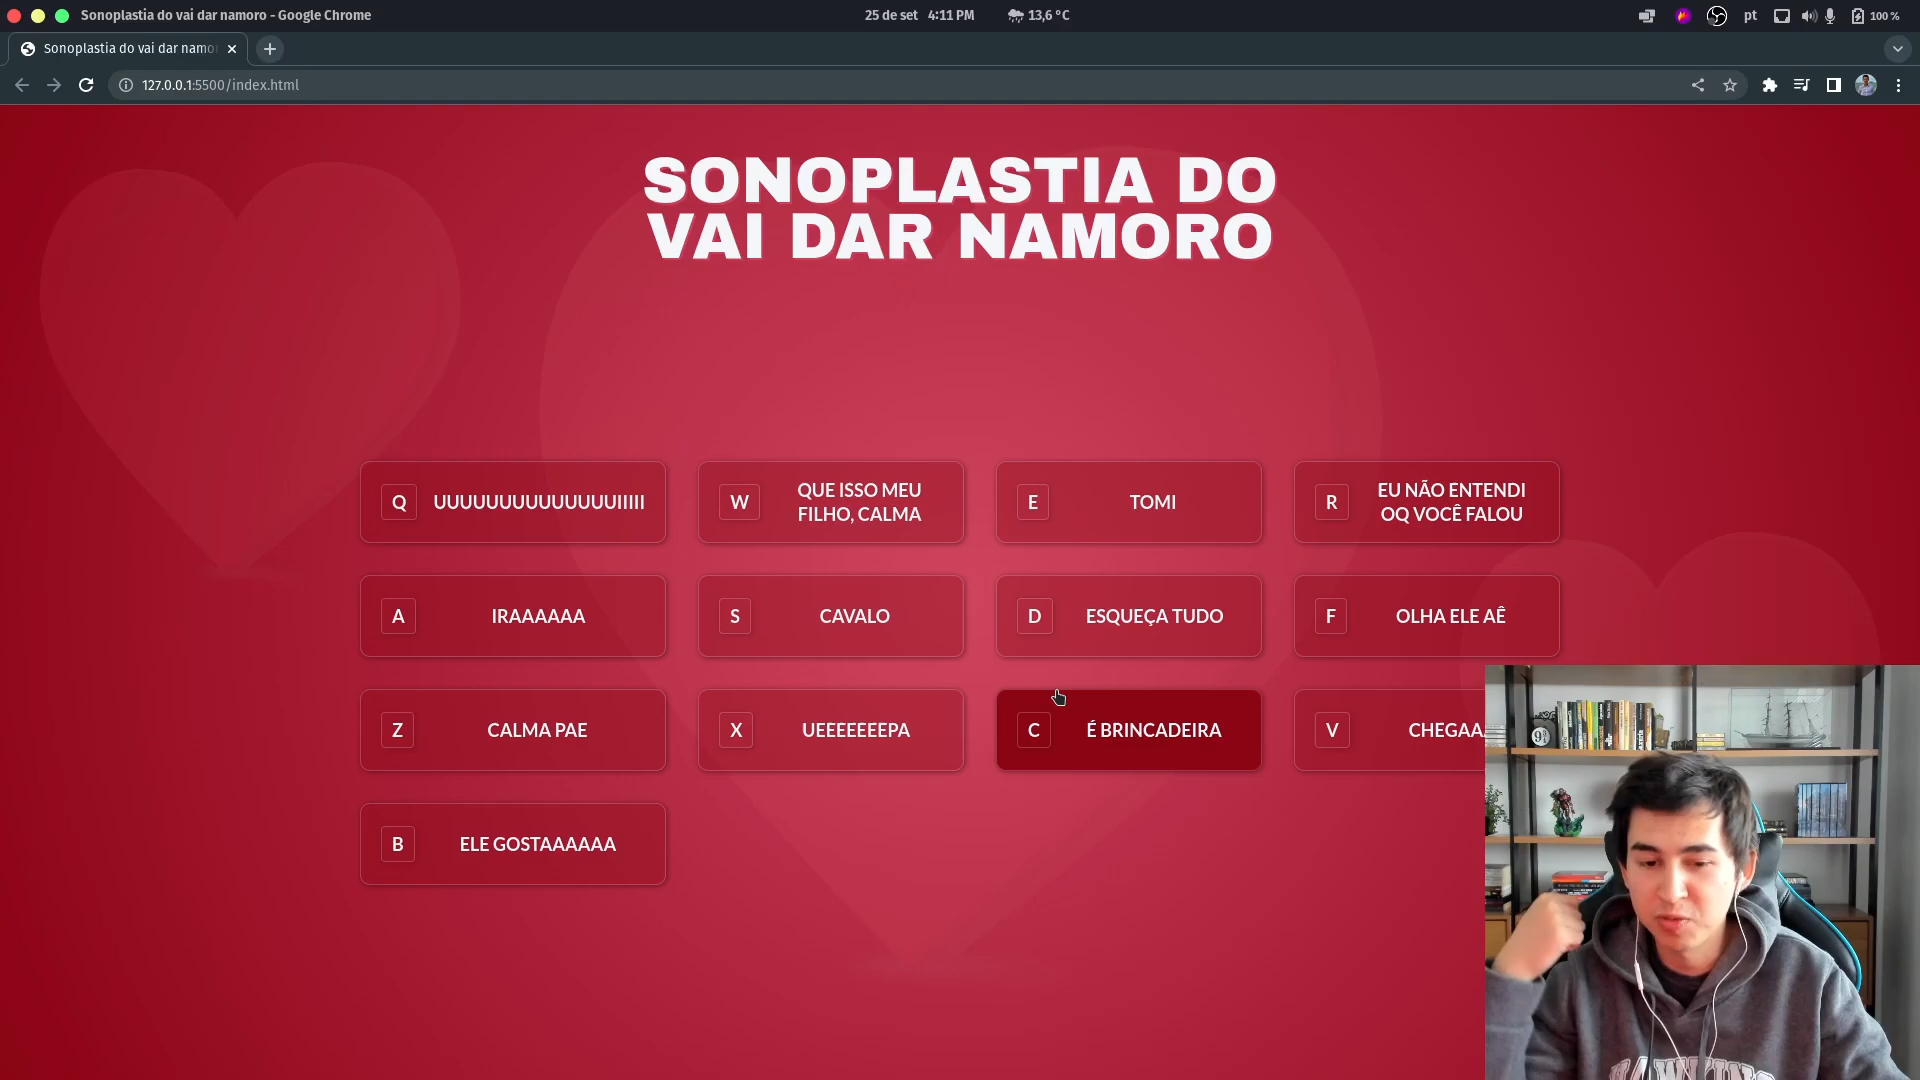 Sonoplastia do vai dar namoro - Google Chrome
25 de set 4:11 PM
13,6 °C
pt
100 %
Sonoplastia do vai dar namo
127.0.0.1:5500/index.html
SONOPLASTIA DO
VAI DAR NAMORO
Q UUUUUUUUUUUUUUIIIII
W QUE ISSO MEU
FILHO, CALMA
E TOMI
R EU NÃO ENTENDI
OQ VOCÊ FALOU
A IRAAAAAA
S CAVALO
D ESQUEÇA TUDO
F OLHA ELE AÊ
Z CALMA PAE
X UEEEEEEEPA
C É BRINCADEIRA
V CHEGAA
B ELE GOSTAAAAAA
9¾